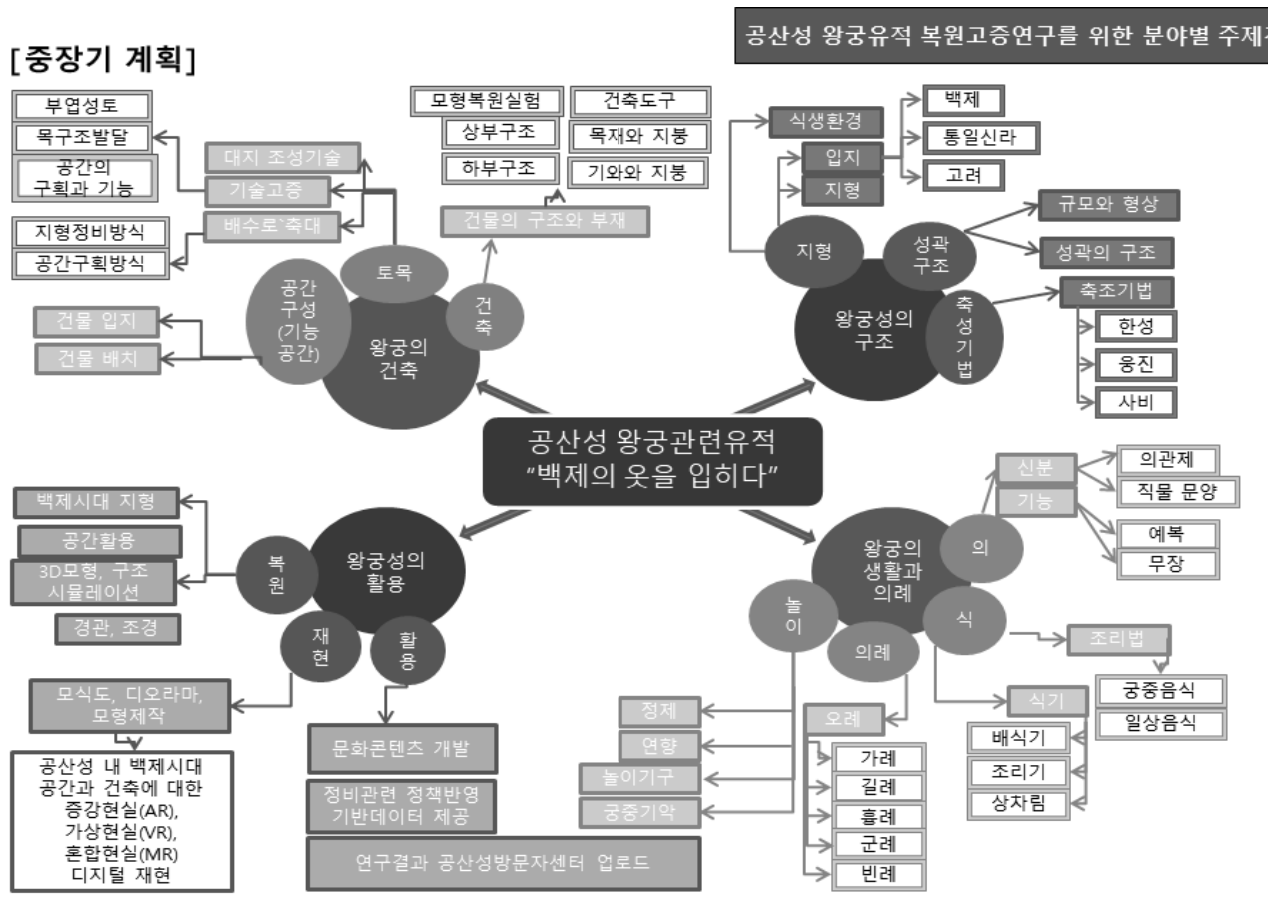 공산성 왕궁유적 복원고증연구를 위한 분야별 주제
[중장기 계획]
부엽성토
목구조발달
공간의
구획과 기능
지형정비방식
공간구획방식
대지 조성기술
기술고증
배수로`축대
건물 입지
건물 배치
모형복원실험
상부구조
하부구조
건축도구
목재와 지붕
기와와 지붕
건물의 구조와 부재
공간
구성
(기능
공간)
토목
건
축
왕궁의
건축
식생환경
입지
지형
백제
통일신라
고려
지형
성곽
구조
축
성
기
법
왕궁성의
구조
규모와 형상
성곽의 구조
축조기법
한성
웅진
사비
공산성 왕궁관련유적
“백제의 옷을 입히다”
백제시대 지형
공간활용
3D모형, 구조
시뮬레이션
경관, 조경
복
원
재
현
활
용
왕궁성의
활용
모식도, 디오라마,
모형제작
공산성 내 백제시대
공간과 건축에 대한
증강현실(AR),
가상현실(VR),
혼합현실(MR)
디지털 재현
문화콘텐츠 개발
정비관련 정책반영
기반데이터 제공
연구결과 공산성방문자센터 업로드
왕궁의
생활과
의례
의
식
의례
놀
이
신분
기능
의관제
직물 문양
예복
무장
조리법
궁중음식
일상음식
식기
배식기
조리기
상차림
오례
가례
길례
흉례
군례
빈례
정제
연향
놀이기구
궁중기악